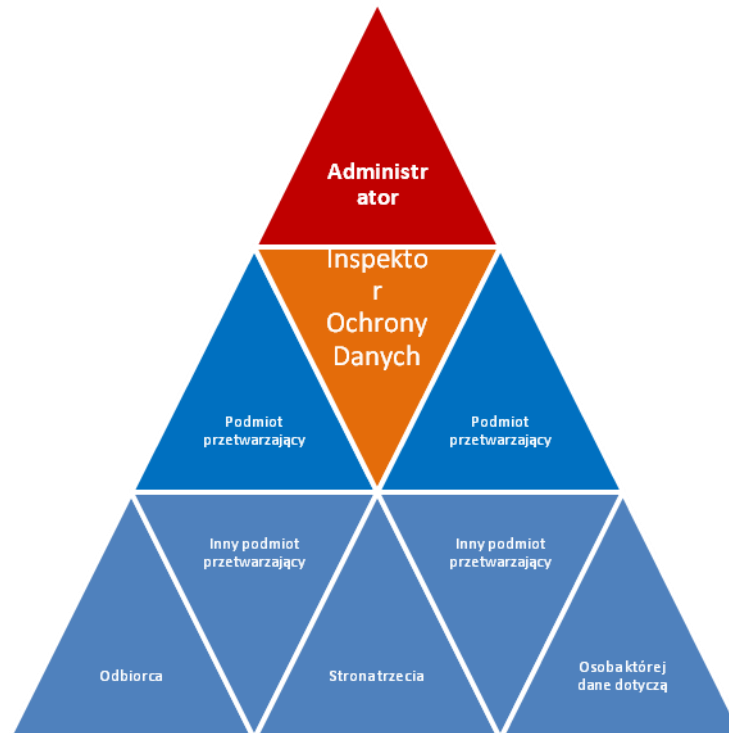 Administr
ator
Inspekto
r
Ochrony
Danych
Podmiot
przetwarzający
Podmiot
przetwarzający
Inny podmiot
przetwarzający
Inny podmiot
przetwarzający
Odbiorca
Strona trzecia
Osoba której
dane dotyczą